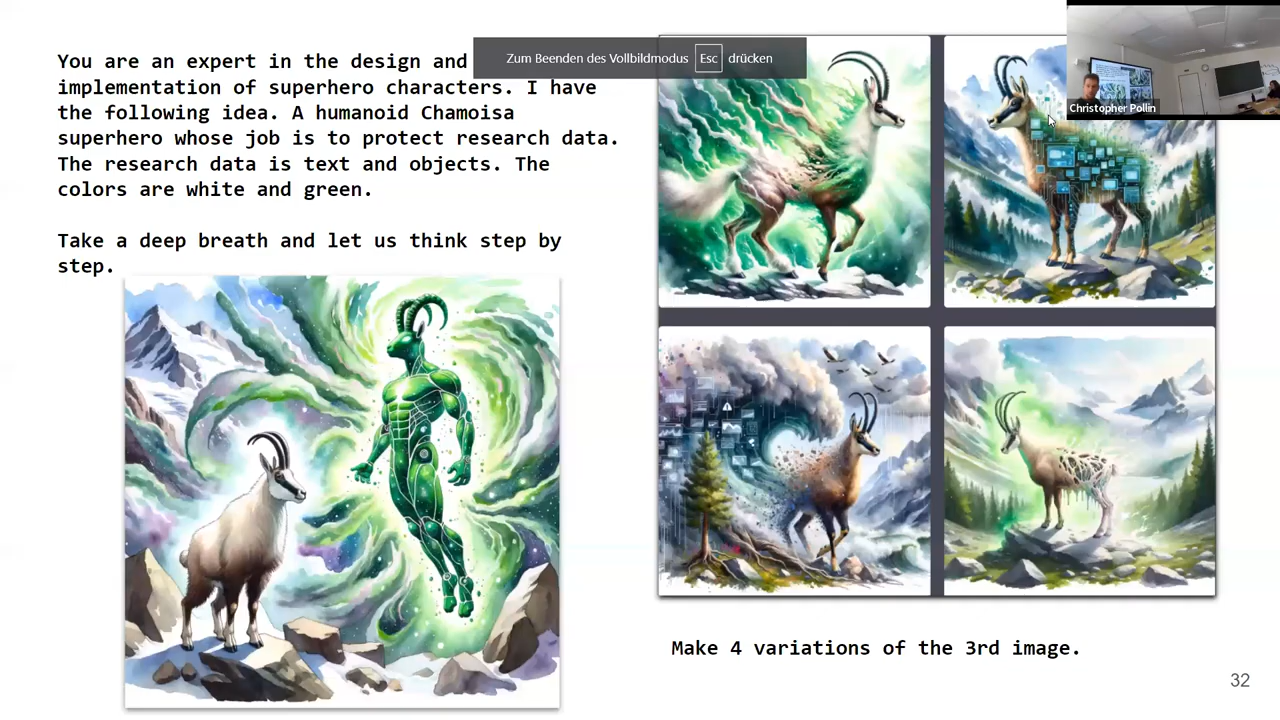 You are an expert in the design and
implementation of superhero characters. I have
the following idea. A humanoid Chamoisa
superhero whose job is to protect research data.
The research data is text and objects. The
colors are white and green.
Take a deep breath and let us think step by
step.
Zum Beenden des Vollbildmodus Esc drücken
Christopher Pollin
Make 4 variations of the 3rd image.
32